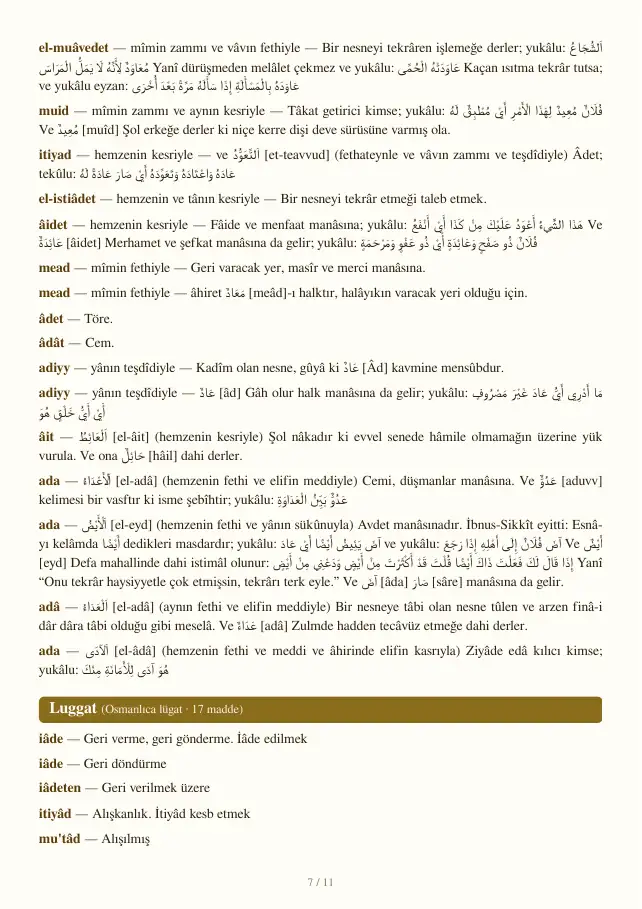 el-muâvedet — mîmin zammı ve vâvın fethiyle — Bir nesneyi tekrâren işlemeğe derler; yukâlu: اَلشُّجَاعُ
مُعَاوِدٌ لِأَنَّهُ لَا يَمَلُّ الْمَرَاسَ Yanî dürüşmeden melâlet çekmez ve yukâlu: عَاوَدَتْهُ الْحُمَّى Kaçan ısıtma tekrâr tutsa;
ve yukâlu eyzan: عَاوَدَهُ بِالْمَسْأَلَةِ إِذَا سَأَلَهُ مَرَّةً بَعْدَ أُخْرَى
muid — mîmin zammı ve aynın kesriyle — Tâkat getirici kimse; yukâlu: فُلَانٌ مُعِيدٌ لِهَذَا الْأَمْرِ أَيْ مُطْيِقٌ لَهُ
Ve مُعِيدٌ [muîd] Şol erkeğe derler ki niçe kerre dişi deve sürüsüne varmış ola.
itiyad — hemzenin kesriyle — ve اَلتَّعَوُّدُ [et-teavvud] (fethateynle ve vâvın zammı ve teşdîdiyle) Âdet;
tekûlu: عَادَهُ وَاعْتَادَهُ وَتَعَوَّدَهُ أَيْ صَارَ عَادَةً لَهُ
el-istiâdet — hemzenin ve tânın kesriyle — Bir nesneyi tekrâr etmeği taleb etmek.
âidet — hemzenin kesriyle — Fâide ve menfaat manâsına; yukâlu: هَذَا الشَّيءُ أَعْوَدُ عَلَيْكَ مِنْ كَذَا أَيْ أَنْفَعُ Ve
عَائِدَةٌ [âidet] Merhamet ve şefkat manâsına da gelir; yukâlu: فُلَانٌ ذُو صَفْحٍ وَعَائِدَةٍ أَيْ ذُو عَفْوٍ وَمَرْحَمَةٍ
mead — mîmin fethiyle — Geri varacak yer, masîr ve merci manâsına.
mead — mîmin fethiyle — âhiret مَعَادٌ [meâd]-ı halktır, halâyıkın varacak yeri olduğu için.
âdet — Töre.
âdât — Cem.
adiyy — yânın teşdîdiyle — Kadîm olan nesne, gûyâ ki عَادٌ [Âd] kavmine mensûbdur.
adiyy — yânın teşdîdiyle — عَادٌ [âd] Gâh olur halk manâsına da gelir; yukâlu: مَا أَدْرِي أَيُّ عَادَ غَيْرَ مَصْرُوفٍ
أَيْ أَيُّ خَلْقٍ هُوَ
âit — اَلْعَائِطُ [el-âit] (hemzenin kesriyle) Şol nâkadır ki evvel senede hâmile olmamağın üzerine yük
vurula. Ve ona حَائِلٌ [hâil] dahi derler.
ada — اَلْأَعْدَاءُ [el-adâ] (hemzenin fethi ve elifin meddiyle) Cemi, düşmanlar manâsına. Ve عَدُوٌّ [aduvv]
kelimesi bir vasftır ki isme şebîhtir; yukâlu: عَدُوٌّ بَيِّنُ الْعَدَاوَةِ
ada — اَلْأَيْضُ [el-eyd] (hemzenin fethi ve yânın sükûnuyla) Avdet manâsınadır. İbnus-Sikkît eyitti: Esnâ-
yı kelâmda أَيْضًا dedikleri masdardır; yukâlu: آضَ يَئِيضُ أَيْضًا أَيْ عَادَ ve yukâlu: آضَ فُلَانٌ إِلَى أَهْلِهِ إِذَا رَجَعَ Ve أَيْضٌ
[eyd] Defa mahallinde dahi istimâl olunur: إِذَا قَالَ لَكَ فَعَلْتَ ذَاكَ أَيْضًا قُلْتَ قَدْ أَكْثَرْتَ مِنْ أَيْضٍ وَدَعْنِي مِنْ أَيْضٍ Yanî
“Onu tekrâr haysiyyetle çok etmişsin, tekrârı terk eyle.” Ve آضَ [âda] صَارَ [sâre] manâsına da gelir.
adâ — اَلْعَدَاءُ [el-adâ] (aynın fethi ve elifin meddiyle) Bir nesneye tâbi olan nesne tûlen ve arzen finâ-i
dâr dâra tâbi olduğu gibi meselâ. Ve عَدَاءٌ [adâ] Zulmde hadden tecâvüz etmeğe dahi derler.
ada — اَلْآدَى [el-âdâ] (hemzenin fethi ve meddi ve âhirinde elifin kasrıyla) Ziyâde edâ kılıcı kimse;
yukâlu: هُوَ آدَى لِلْأَمَانَةِ مِنْكَ
Luggat (Osmanlıca lügat · 17 madde)
iâde — Geri verme, geri gönderme. İâde edilmek
iâde — Geri döndürme
iâdeten — Geri verilmek üzere
itiyâd — Alışkanlık. İtiyâd kesb etmek
mu'tâd — Alışılmış
7 / 11